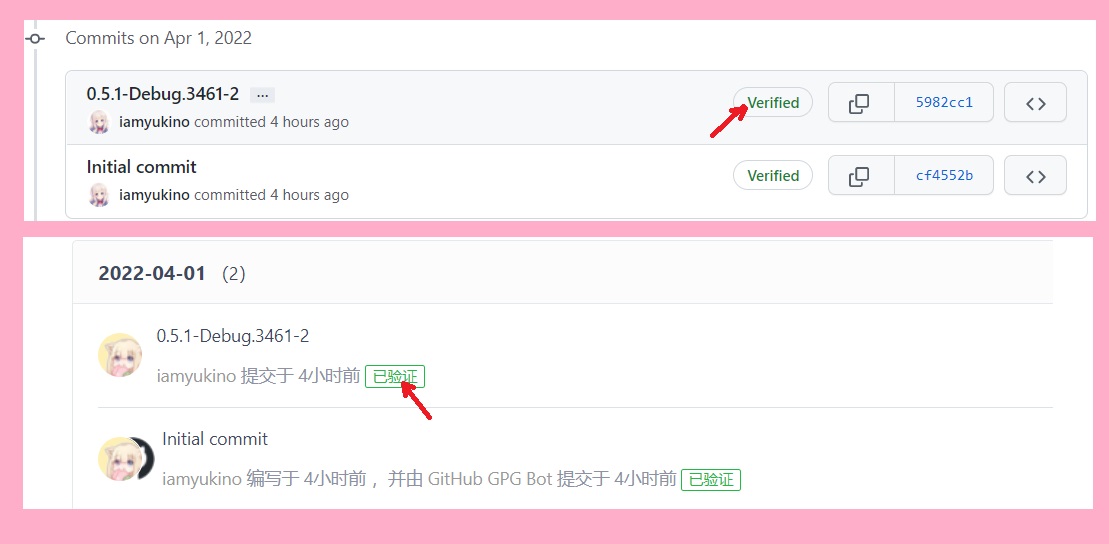 Commits on Apr 1, 2022
0.5.1-Debug.3461-2 ...
Verified
5982cc1
iamyukino committed 4 hours ago
Initial commit
Verified
cf4552b
iamyukino committed 4 hours ago
2022-04-01 (2)
0.5.1-Debug.3461-2
iamyukino 提交于 4小时前 已验证
Initial commit
iamyukino 编写于 4小时前 ，并由 GitHub GPG Bot 提交于 4小时前 已验证